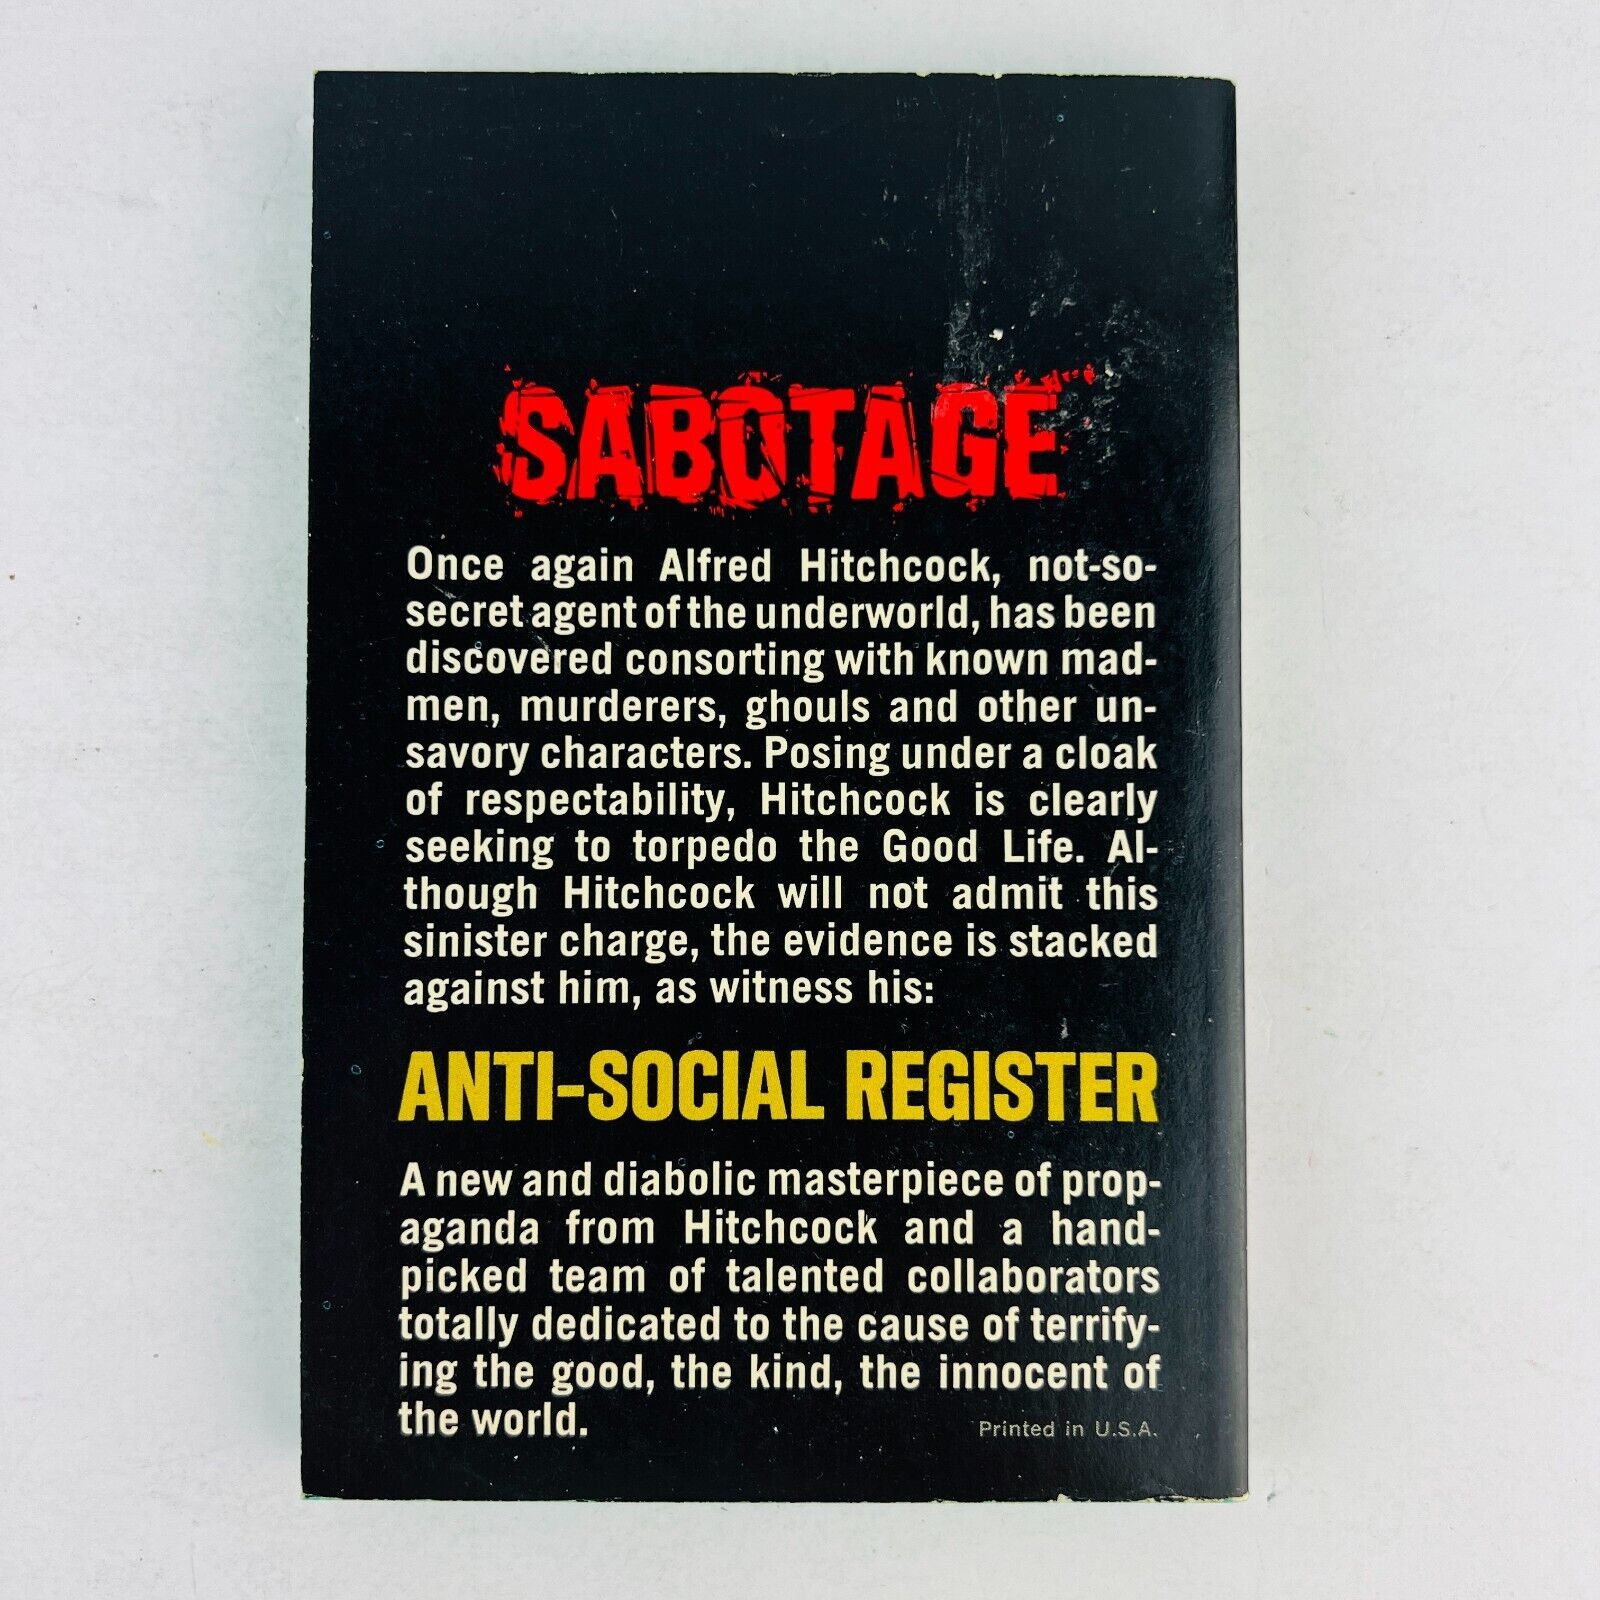 SABOTAGE
Once again Alfred Hitchcock, not-so-
secret agent of the underworld, has been
discovered consorting with known mad-
men, murderers, ghouls and other un-
savory characters. Posing under a cloak
of respectability, Hitchcock is clearly
seeking to torpedo the Good Life. Al-
though Hitchcock will not admit this
sinister charge, the evidence is stacked
against him, as witness his:
ANTI-SOCIAL REGISTER
A new and diabolic masterpiece of prop-
aganda from Hitchcock and a hand-
picked team of talented collaborators
totally dedicated to the cause of terrify-
ing the good, the kind, the innocent of
the world.
Printed in U.S.A.